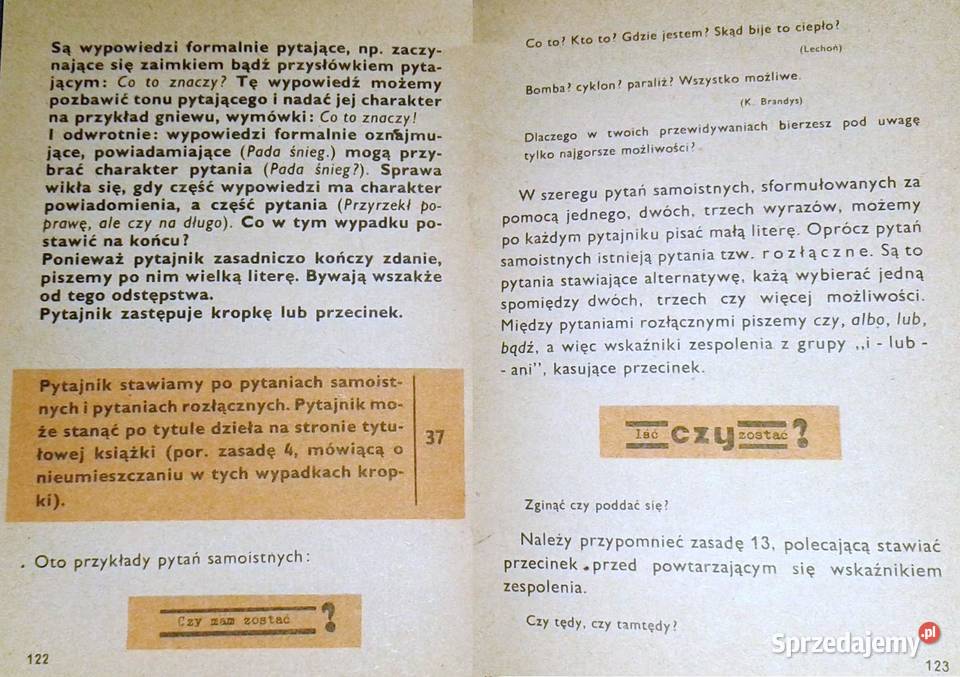 Są wypowiedzi formalnie pytające, np. zaczy-
nające się zaimkiem bądź przysłówkiem pyta-
jącym: Co to znaczy? Tę wypowiedź możemy
pozbawić tonu pytającego i nadać jej charakter
na przykład gniewu, wymówki: Co to znaczy!
I odwrotnie: wypowiedzi formalnie oznajmu-
jące, powiadamiające (Pada śnieg.) mogą przy-
brać charakter pytania (Pada śnieg?). Sprawa
wikła się, gdy część wypowiedzi ma charakter
powiadomienia, a część pytania (Przyrzekł po-
prawę, ale czy na długo). Co w tym wypadku po-
stawić na końcu?
Ponieważ pytajnik zasadniczo kończy zdanie,
piszemy po nim wielką literę. Bywają wszakże
od tego odstępstwa.
Pytajnik zastępuje kropkę lub przecinek.
Pytajnik stawiamy po pytaniach samoist-
nych i pytaniach rozłącznych. Pytajnik mo-
że stanąć po tytule dzieła na stronie tytu-
łowej książki (por. zasadę 4, mówiącą o
nieumieszczaniu w tych wypadkach krop-
ki).
37
Oto przykłady pytań samoistnych:
Czy mam zostać ?
122
Co to? Kto to? Gdzie jestem? Skąd bije to ciepło?
(Lechoń)
Bomba? cyklon? paraliż? Wszystko możliwe.
(K. Brandys)
Dlaczego w twoich przewidywaniach bierzesz pod uwagę
tylko najgorsze możliwości?
W szeregu pytań samoistnych, sformułowanych za
pomocą jednego, dwóch, trzech wyrazów, możemy
po każdym pytajniku pisać małą literę. Oprócz pytań
samoistnych istnieją pytania tzw. rozłączne. Są to
pytania stawiające alternatywę, każą wybierać jedną
spomiędzy dwóch, trzech czy więcej możliwości.
Między pytaniami rozłącznymi piszemy czy, albo, lub,
bądź, a więc wskaźniki zespolenia z grupy „i - lub -
- ani”, kasujące przecinek.
Iść czy zostać ?
Zginąć czy poddać się?
Należy przypomnieć zasadę 13, polecającą stawiać
przecinek przed powtarzającym się wskaźnikiem
zespolenia.
Czy tędy, czy tamtędy?
123
Sprzedajemy.pl